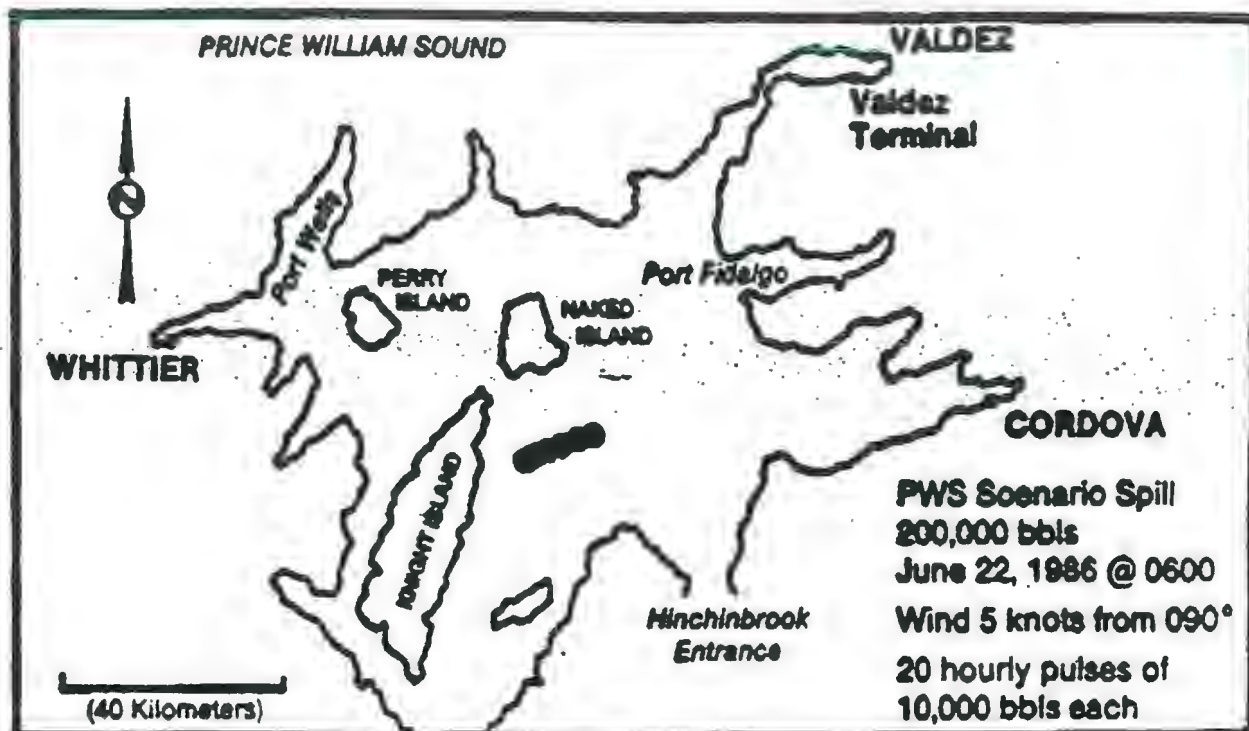 PRINCE WILLIAM SOUND
VALDEZ
Valdez
Terminal
Port Wells
PERRY
ISLAND
NAKED
ISLAND
Port Fidalgo
WHITTIER
KNIGHT ISLAND
CORDOVA
Hinchinbrook
Entrance
(40 Kilometers)
PWS Scenario Spill
200,000 bbls
June 22, 1986 @ 0600
Wind 5 knots from 090°
20 hourly pulses of
10,000 bbls each